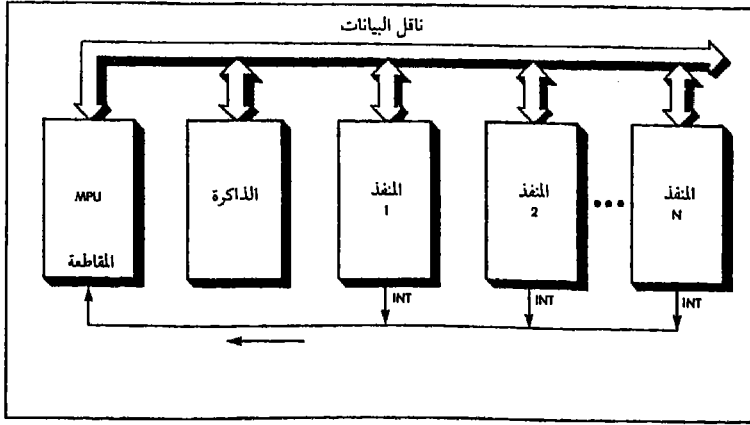 ناقل البيانات
MPU
المقاطعة
الذاكرة
المنفذ
1
المنفذ
2
...
المنفذ
N
INT
INT
INT